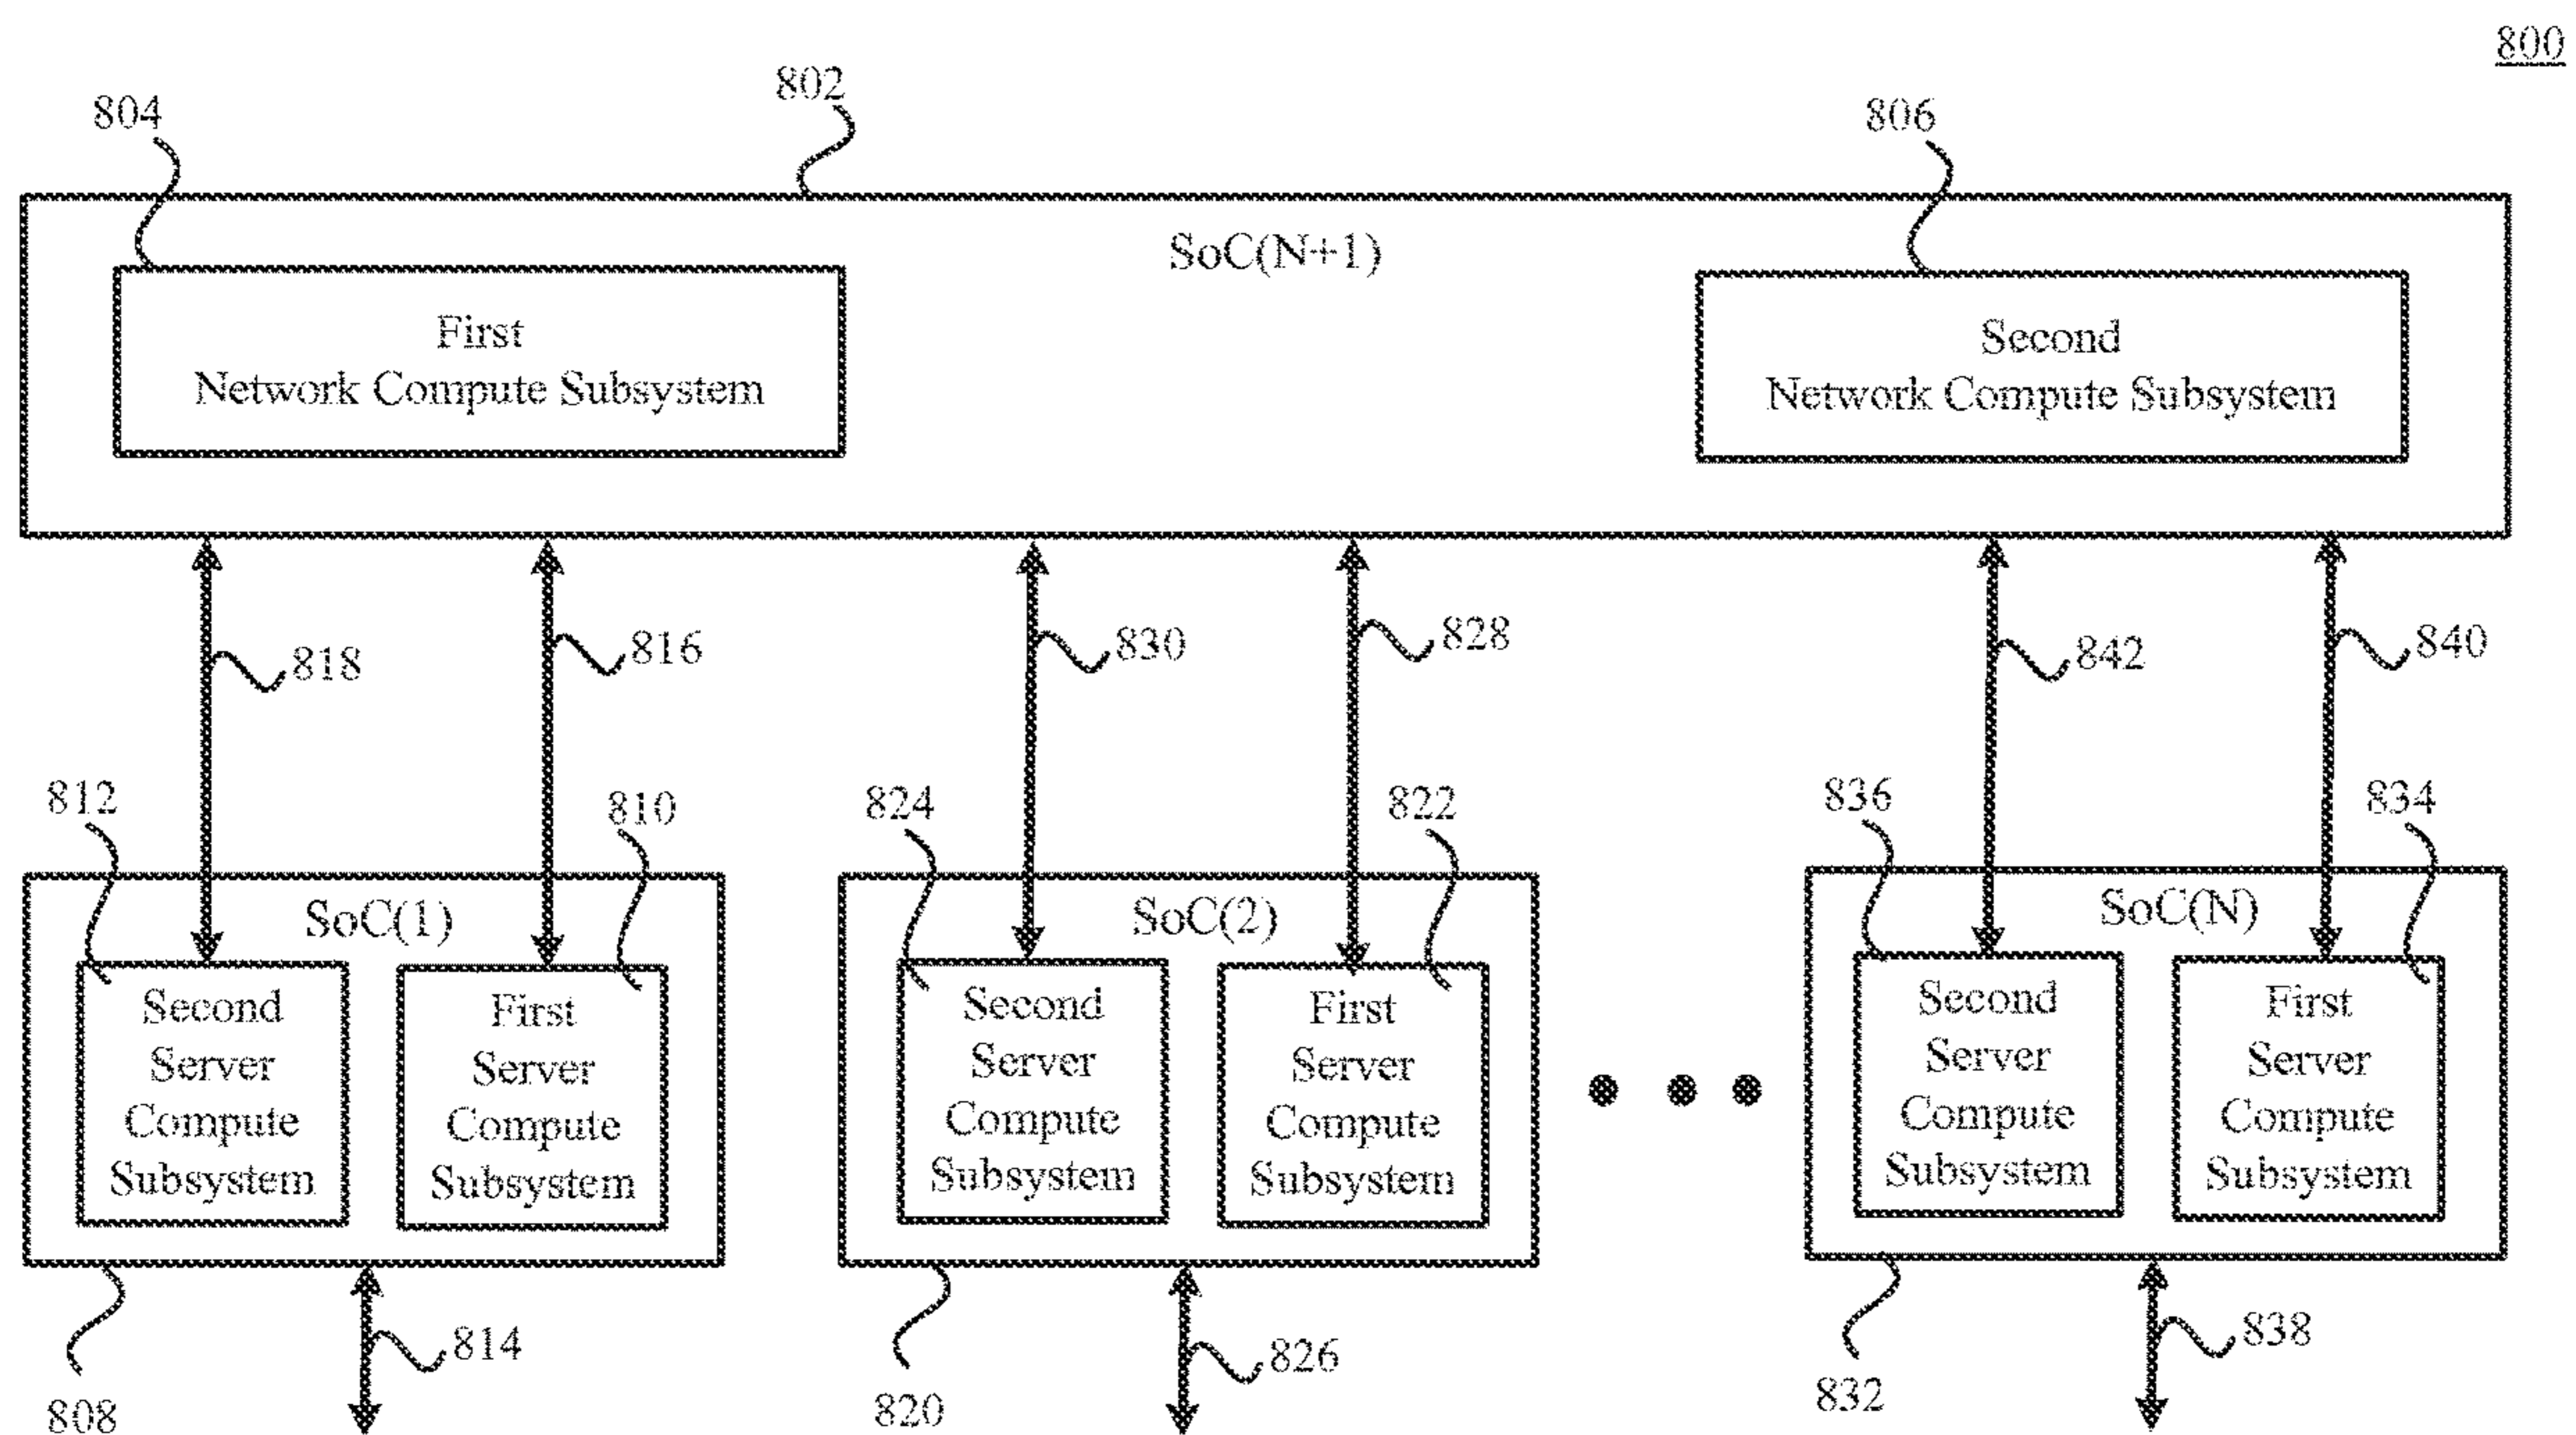 800
802
804
806
SoC(N+1)
First
Network Compute Subsystem
Second
Network Compute Subsystem
818
816
830
828
842
840
812
810
824
822
836
834
SoC(1)
Second
Server
Compute
Subsystem
First
Server
Compute
Subsystem
SoC(2)
Second
Server
Compute
Subsystem
First
Server
Compute
Subsystem
SoC(N)
Second
Server
Compute
Subsystem
First
Server
Compute
Subsystem
808
814
820
826
832
838